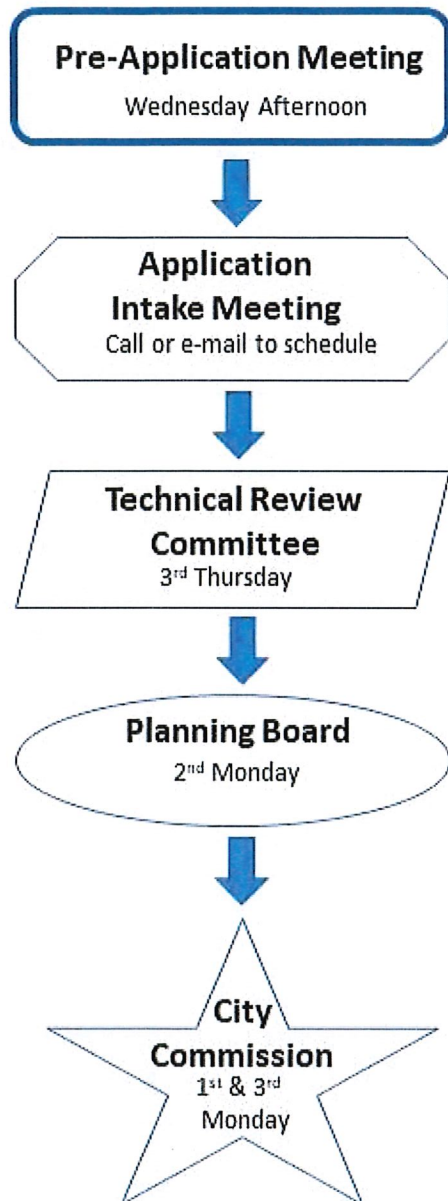 Pre-Application Meeting
Wednesday Afternoon
Application
Intake Meeting
Call or e-mail to schedule
Technical Review
Committee
3rd Thursday
Planning Board
2nd Monday
City
Commission
1st & 3rd
Monday